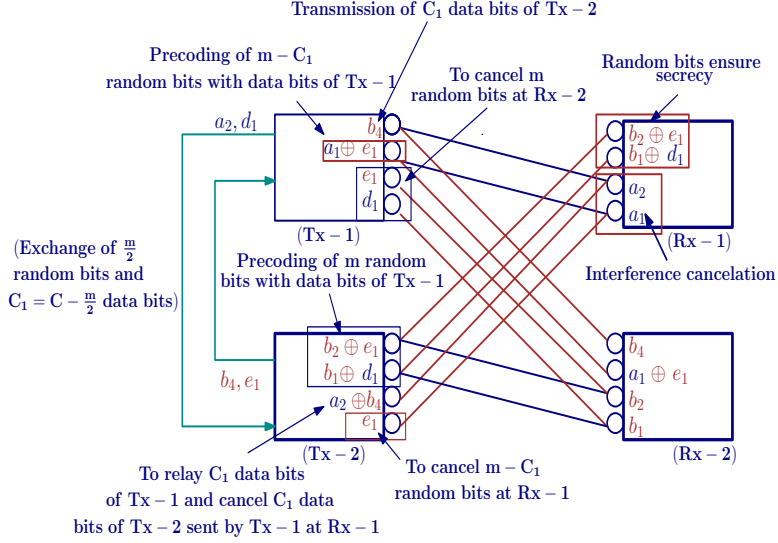 Transmission of C₁ data bits of Tx − 2
Precoding of m − C₁
random bits with data bits of Tx − 1
To cancel m
random bits at Rx − 2
Random bits ensure
secrecy
a₂, d₁
b₄
a₁ ⊕ e₁
e₁
d₁
(Tx − 1)
b₂ ⊕ e₁
b₁ ⊕ d₁
a₂
a₁
(Rx − 1)
Interference cancelation
(Exchange of m/2
random bits and
C₁ = C − m/2 data bits)
Precoding of m random
bits with data bits of Tx − 1
b₄, e₁
b₂ ⊕ e₁
b₁ ⊕ d₁
a₂ ⊕ b₄
e₁
(Tx − 2)
b₄
a₁ ⊕ e₁
b₂
b₁
(Rx − 2)
To relay C₁ data bits
of Tx − 1 and cancel C₁ data
bits of Tx − 2 sent by Tx − 1 at Rx − 1
To cancel m − C₁
random bits at Rx − 1